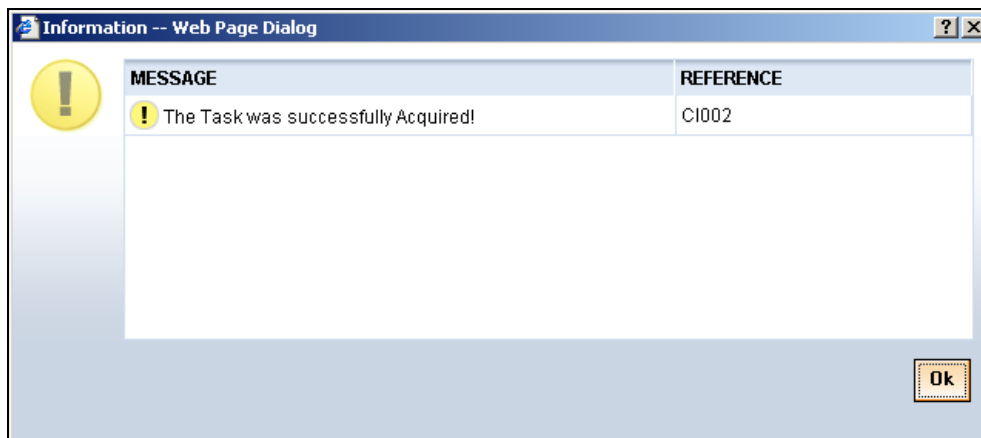 Information -- Web Page Dialog
MESSAGE REFERENCE
The Task was successfully Acquired! CI002
Ok